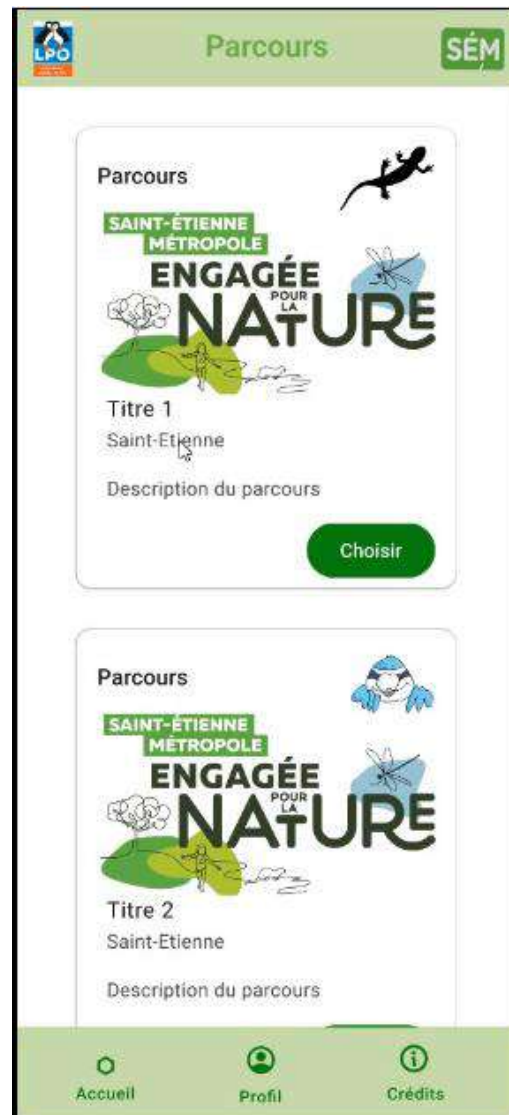 LPO
Parcours
SÉM
Parcours
SAINT-ÉTIENNE
MÉTROPOLE
ENGAGÉE
POUR
LA
NATURE
Titre 1
Saint-Etienne
Description du parcours
Choisir
Parcours
SAINT-ÉTIENNE
MÉTROPOLE
ENGAGÉE
POUR
LA
NATURE
Titre 2
Saint-Etienne
Description du parcours
Accueil
Profil
Crédits